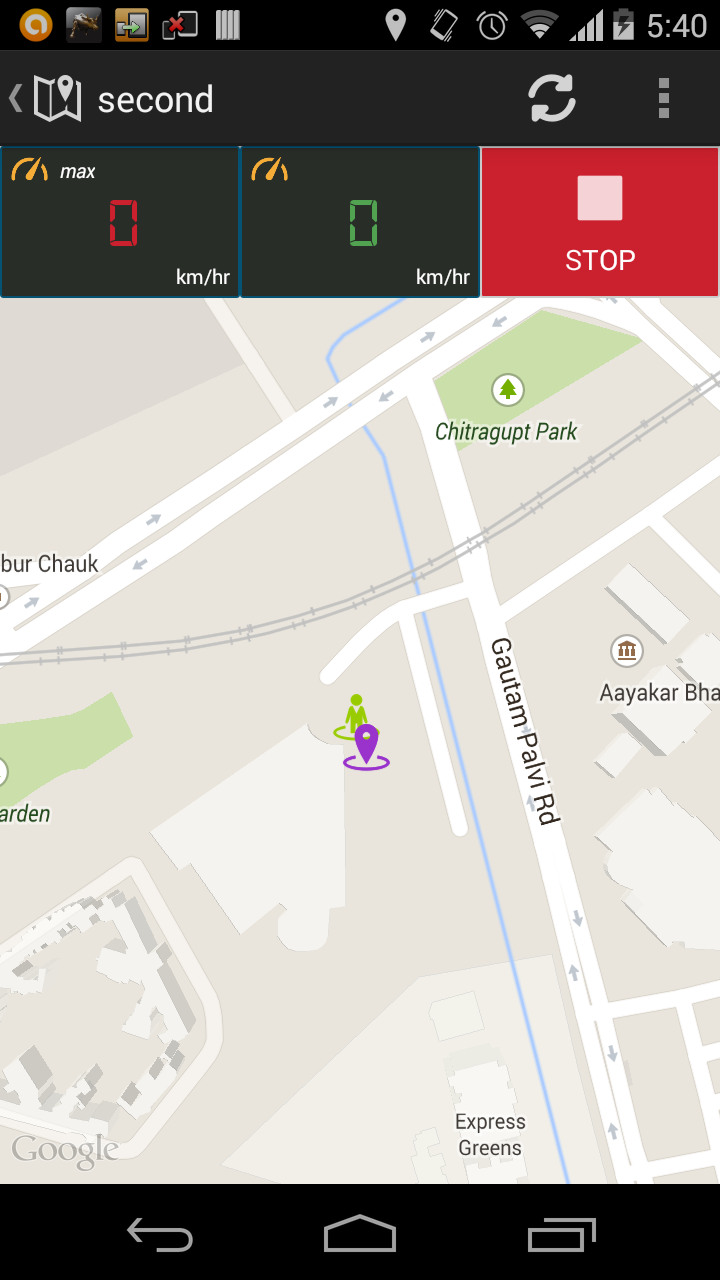 5:40
second
max
0
km/hr
0
km/hr
STOP
Chitragupt Park
bur Chauk
Gautam Palvi Rd
Aayakar Bha
arden
Express
Greens
Google